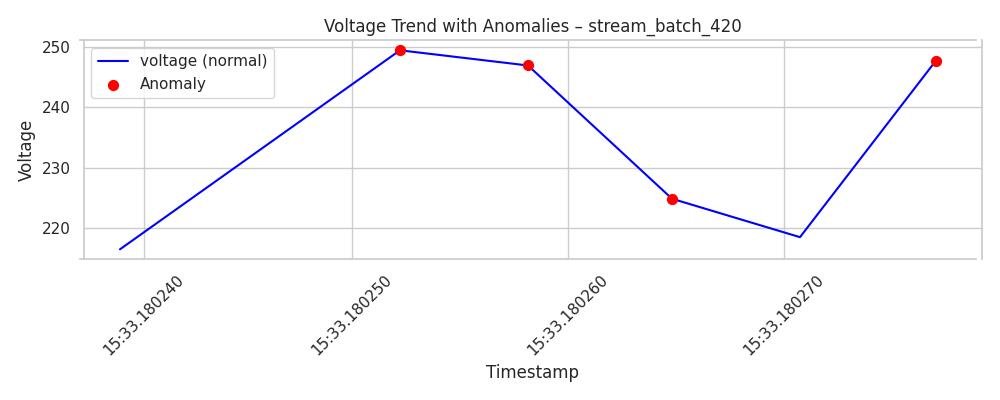 Voltage Trend with Anomalies – stream_batch_420
voltage (normal)
Anomaly
Voltage
250
240
230
220
15:33.180240
15:33.180250
15:33.180260
15:33.180270
Timestamp